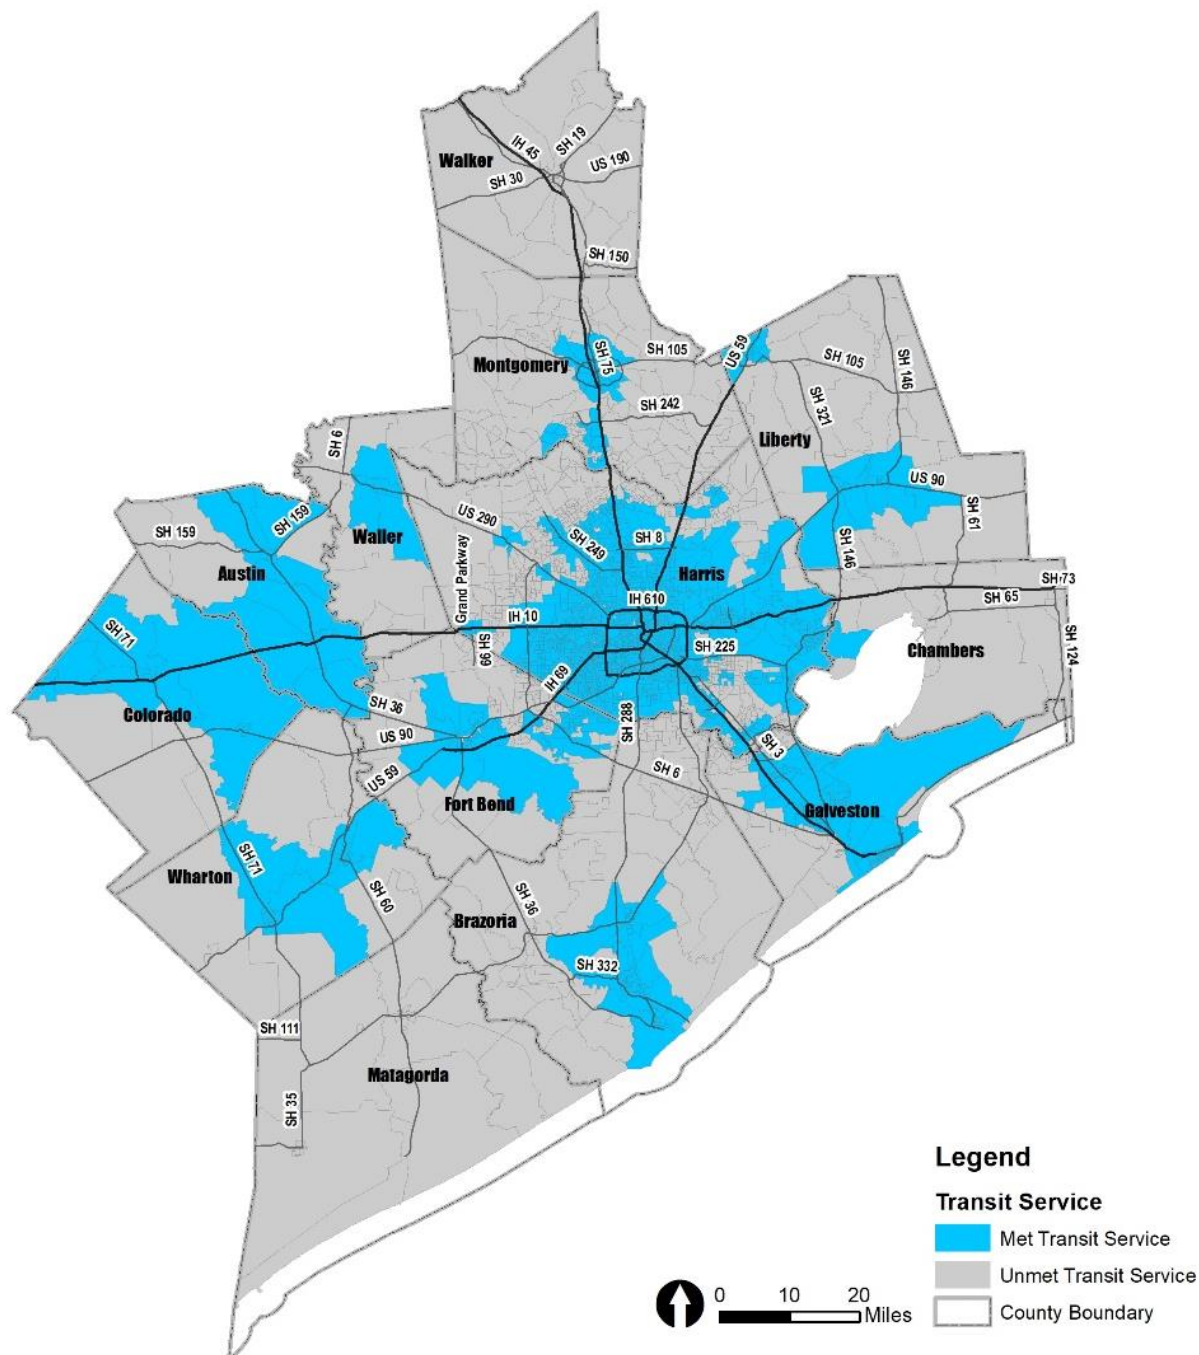 IH 45
SH 19
Walker
US 190
SH 30
SH 150
US 59
SH 75
SH 105
SH 105
SH 146
Montgomery
SH 242
SH 321
Liberty
SH 6
US 90
SH 159
US 290
SH 61
SH 159
Waller
SH 249
SH 8
SH 146
Austin
Harris
Grand Parkway
SH 73
IH 610
SH 65
IH 10
SH 71
SH 99
SH 225
Chambers
SH 124
IH 69
SH 36
Colorado
SH 288
US 90
SH 3
SH 6
US 59
Fort Bend
Galveston
SH 71
Wharton
SH 60
SH 36
Brazoria
SH 332
SH 111
Matagorda
SH 35
Legend
Transit Service
Met Transit Service
Unmet Transit Service
County Boundary
0 10 20
Miles